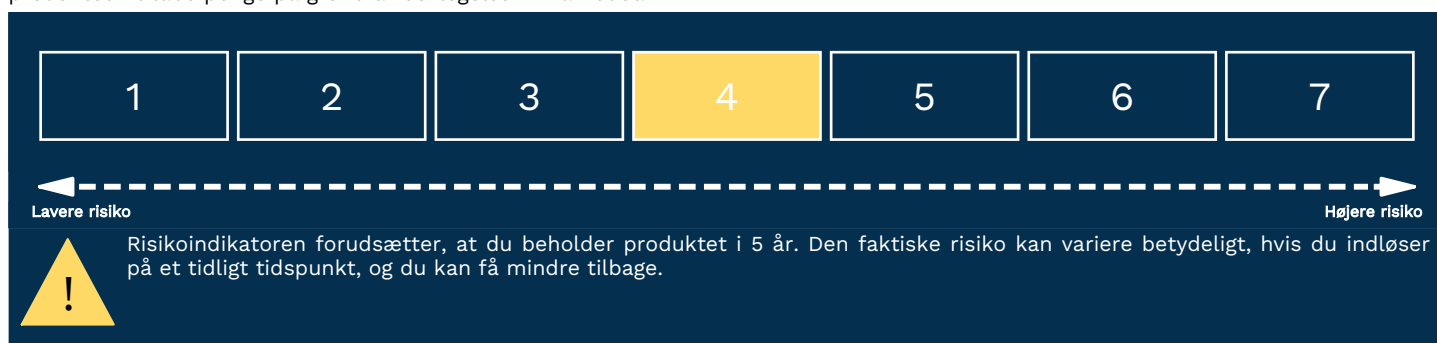 1 2 3 4 5 6 7
Lavere risiko Højere risiko
Risikoindikatoren forudsætter, at du beholder produktet i 5 år. Den faktiske risiko kan variere betydeligt, hvis du indløser
på et tidligt tidspunkt, og du kan få mindre tilbage.
!